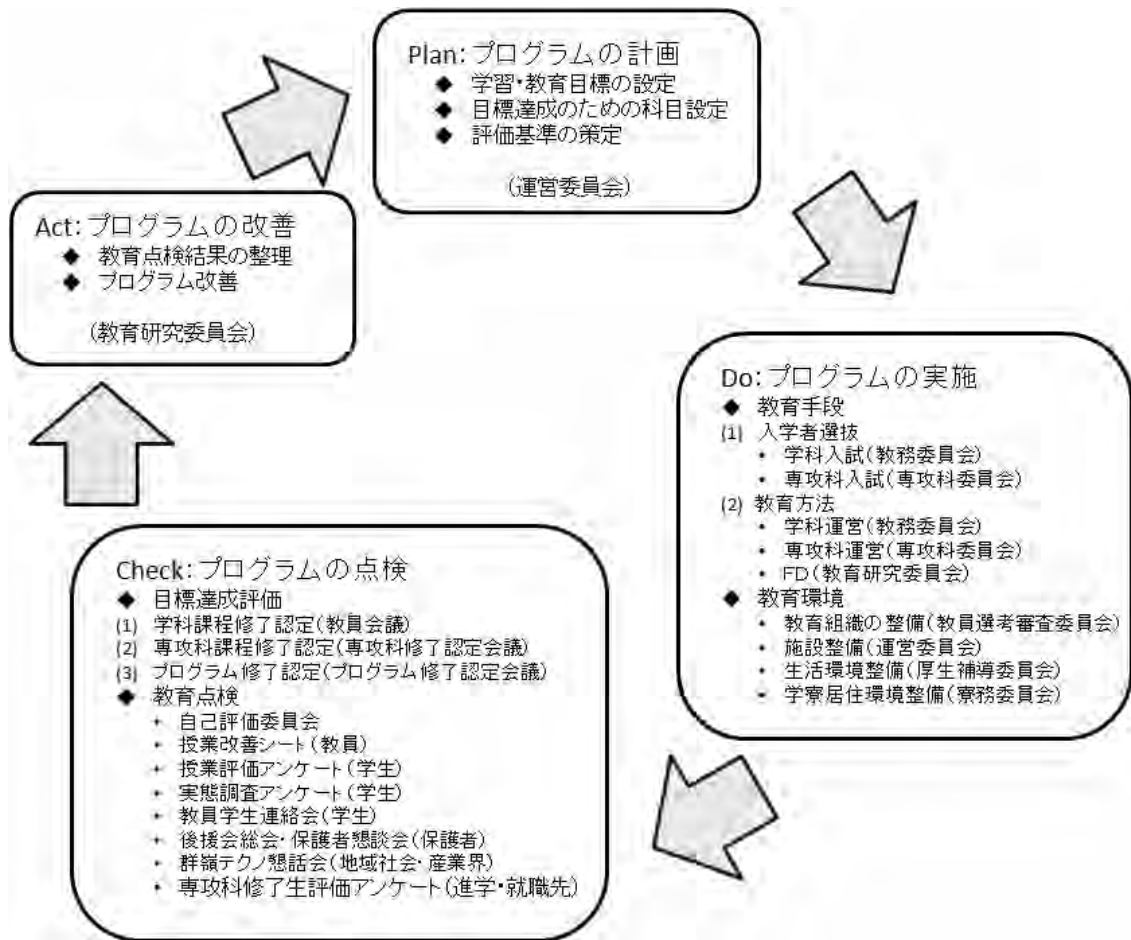 Plan:プログラムの計画
◆ 学習・教育目標の設定
◆ 目標達成のための科目設定
◆ 評価基準の策定
(運営委員会)
Do:プログラムの実施
◆ 教育手段
(1) 入学者選抜
・ 学科入試(教務委員会)
・ 専攻科入試(専攻科委員会)
(2) 教育方法
・ 学科運営(教務委員会)
・ 専攻科運営(専攻科委員会)
・ FD(教育研究委員会)
◆ 教育環境
・ 教育組織の整備(教員選考審査委員会)
・ 施設整備(運営委員会)
・ 生活環境整備(厚生補導委員会)
・ 学寮居住環境整備(寮務委員会)
Check:プログラムの点検
◆ 目標達成評価
(1) 学科課程修了認定(教員会議)
(2) 専攻科課程修了認定(専攻科修了認定会議)
(3) プログラム修了認定(プログラム修了認定会議)
◆ 教育点検
・ 自己評価委員会
・ 授業改善シート(教員)
・ 授業評価アンケート(学生)
・ 実態調査アンケート(学生)
・ 教員学生連絡会(学生)
・ 後援会総会・保護者懇談会(保護者)
・ 群嶺テクノ懇話会(地域社会・産業界)
・ 専攻科修了生評価アンケート(進学・就職先)
Act:プログラムの改善
◆ 教育点検結果の整理
◆ プログラム改善
(教育研究委員会)